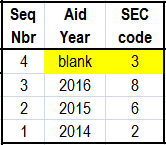 Seq Aid SEC
Nbr Year code
4 blank 3
3 2016 8
2 2015 6
1 2014 2